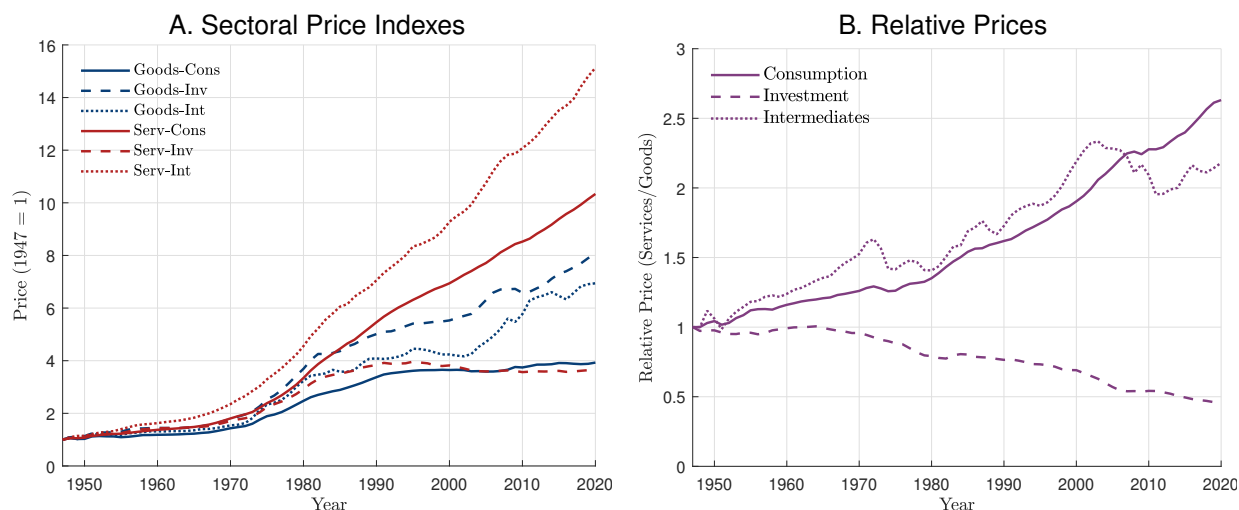 A. Sectoral Price Indexes
16
14
12
10
8
6
4
2
0
Price (1947 = 1)
Goods-Cons
Goods-Inv
Goods-Int
Serv-Cons
Serv-Inv
Serv-Int
1950 1960 1970 1980 1990 2000 2010 2020
Year
B. Relative Prices
3
2.5
2
1.5
1
0.5
0
Relative Price (Services/Goods)
Consumption
Investment
Intermediates
1950 1960 1970 1980 1990 2000 2010 2020
Year